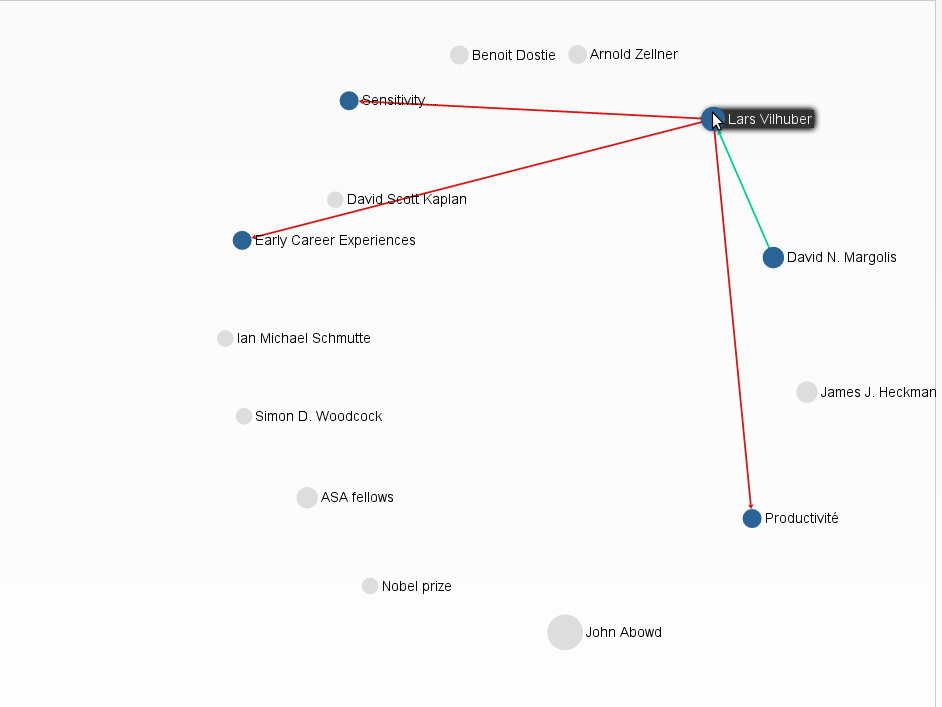 Benoit Dostie
Arnold Zellner
Sensitivity...
Lars Vilhuber
David Scott Kaplan
Early Career Experiences
David N. Margolis
Ian Michael Schmutte
James J. Heckman
Simon D. Woodcock
ASA fellows
Productivité
Nobel prize
John Abowd